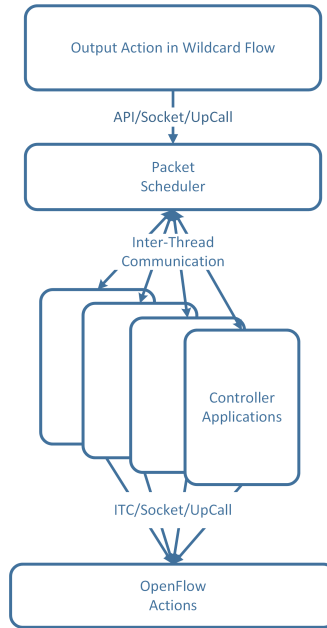 Output Action in Wildcard Flow
API/Socket/UpCall
Packet
Scheduler
Inter-Thread
Communication
Controller
Applications
ITC/Socket/UpCall
OpenFlow
Actions